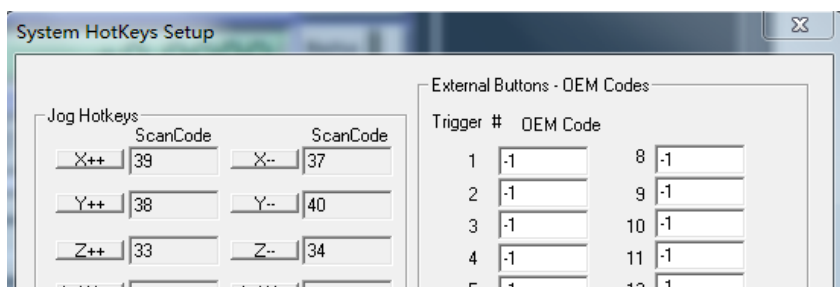 System HotKeys Setup
External Buttons - OEM Codes
Jog Hotkeys
Trigger # OEM Code
ScanCode ScanCode
X++ 39 X-- 37
1 -1 8 -1
Y++ 38 Y-- 40
2 -1 9 -1
3 -1 10 -1
Z++ 33 Z-- 34
4 -1 11 -1